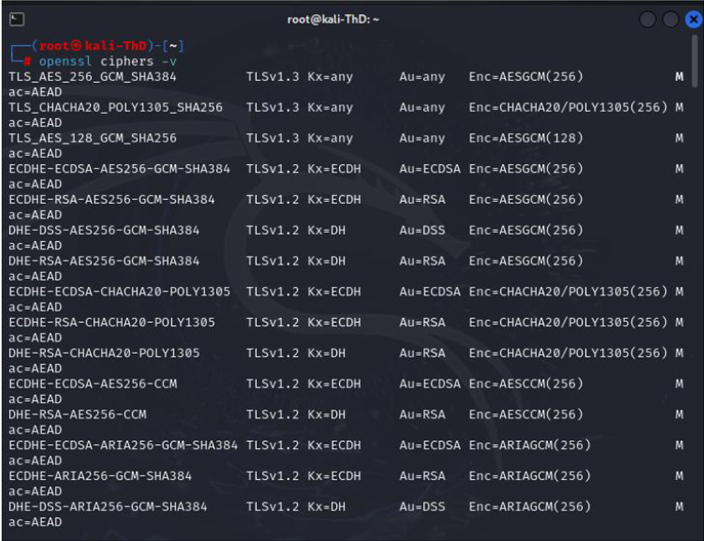 root@kali-ThD: ~
┌──(root㉿kali-ThD)-[~]
└─# openssl ciphers -v
TLS_AES_256_GCM_SHA384 TLSv1.3 Kx=any Au=any Enc=AESGCM(256) M
ac=AEAD
TLS_CHACHA20_POLY1305_SHA256 TLSv1.3 Kx=any Au=any Enc=CHACHA20/POLY1305(256) M
ac=AEAD
TLS_AES_128_GCM_SHA256 TLSv1.3 Kx=any Au=any Enc=AESGCM(128) M
ac=AEAD
ECDHE-ECDSA-AES256-GCM-SHA384 TLSv1.2 Kx=ECDH Au=ECDSA Enc=AESGCM(256) M
ac=AEAD
ECDHE-RSA-AES256-GCM-SHA384 TLSv1.2 Kx=ECDH Au=RSA Enc=AESGCM(256) M
ac=AEAD
DHE-DSS-AES256-GCM-SHA384 TLSv1.2 Kx=DH Au=DSS Enc=AESGCM(256) M
ac=AEAD
DHE-RSA-AES256-GCM-SHA384 TLSv1.2 Kx=DH Au=RSA Enc=AESGCM(256) M
ac=AEAD
ECDHE-ECDSA-CHACHA20-POLY1305 TLSv1.2 Kx=ECDH Au=ECDSA Enc=CHACHA20/POLY1305(256) M
ac=AEAD
ECDHE-RSA-CHACHA20-POLY1305 TLSv1.2 Kx=ECDH Au=RSA Enc=CHACHA20/POLY1305(256) M
ac=AEAD
DHE-RSA-CHACHA20-POLY1305 TLSv1.2 Kx=DH Au=RSA Enc=CHACHA20/POLY1305(256) M
ac=AEAD
ECDHE-ECDSA-AES256-CCM TLSv1.2 Kx=ECDH Au=ECDSA Enc=AESCCM(256) M
ac=AEAD
DHE-RSA-AES256-CCM TLSv1.2 Kx=DH Au=RSA Enc=AESCCM(256) M
ac=AEAD
ECDHE-ECDSA-ARIA256-GCM-SHA384 TLSv1.2 Kx=ECDH Au=ECDSA Enc=ARIAGCM(256) M
ac=AEAD
ECDHE-ARIA256-GCM-SHA384 TLSv1.2 Kx=ECDH Au=RSA Enc=ARIAGCM(256) M
ac=AEAD
DHE-DSS-ARIA256-GCM-SHA384 TLSv1.2 Kx=DH Au=DSS Enc=ARIAGCM(256) M
ac=AEAD